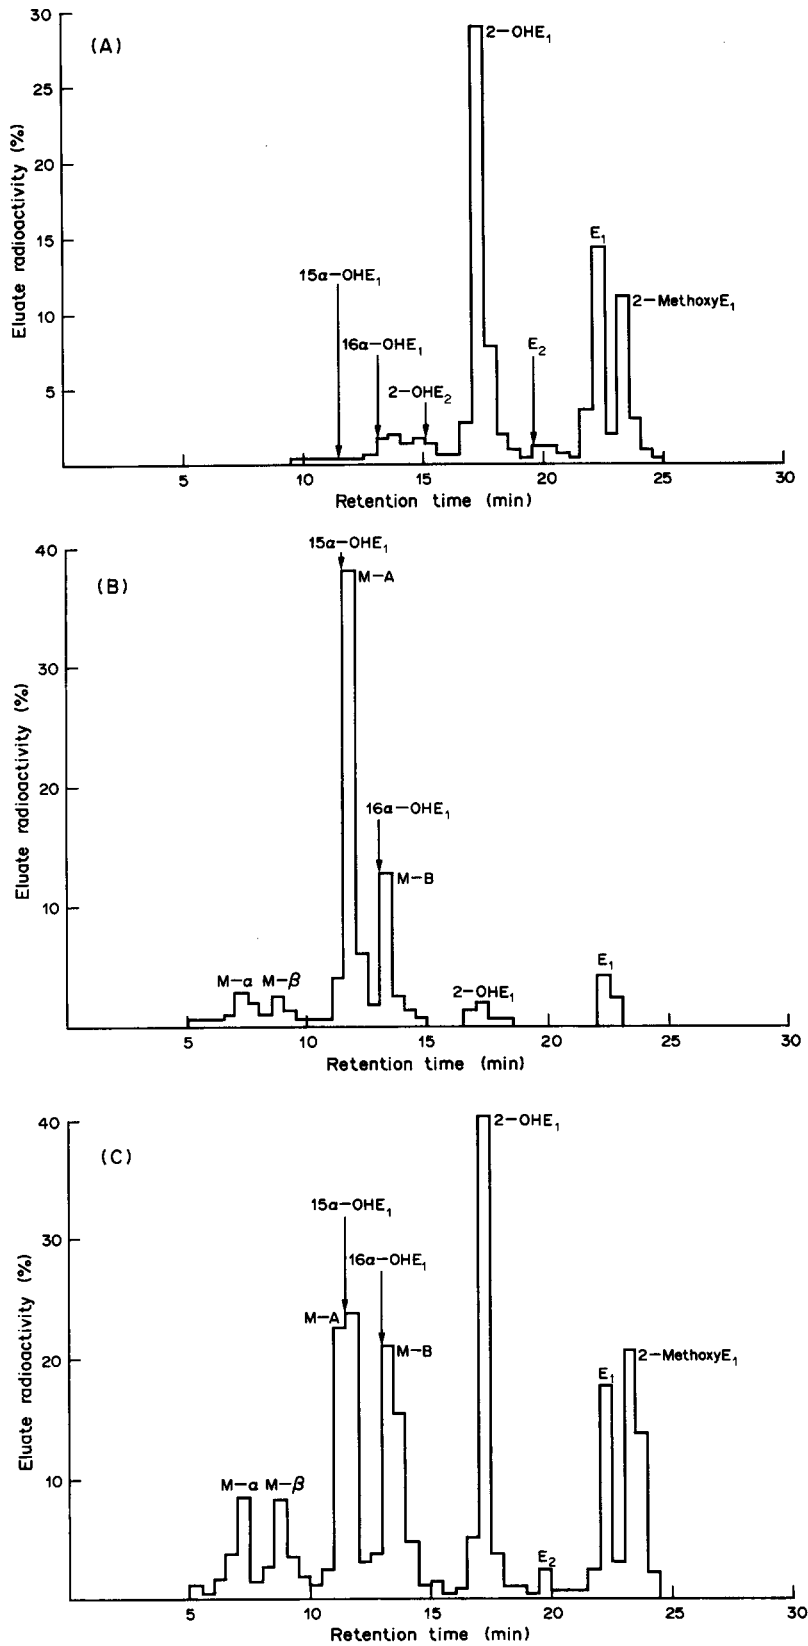 (A)
30
25
20
15
10
5
Eluate radioactivity (%)
2-OHE₁
E₁
15α-OHE₁
2-MethoxyE₁
16α-OHE₁
E₂
2-OHE₂
5
10
15
20
25
30
Retention time (min)
(B)
40
30
20
10
Eluate radioactivity (%)
15α-OHE₁
M-A
16α-OHE₁
M-B
M-α
M-β
2-OHE₁
E₁
5
10
15
20
25
30
Retention time (min)
(C)
40
30
20
10
Eluate radioactivity (%)
2-OHE₁
15α-OHE₁
16α-OHE₁
M-A
M-B
2-MethoxyE₁
E₁
M-α
M-β
E₂
5
10
15
20
25
30
Retention time (min)